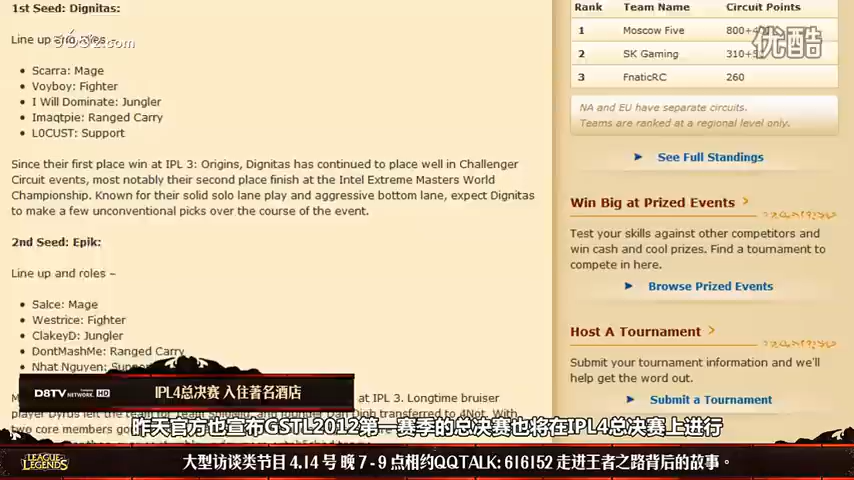 1st Seed: Dignitas:
Line up and roles –
Scarra: Mage
Voyboy: Fighter
I Will Dominate: Jungler
Imaqtpie: Ranged Carry
L0CUST: Support
Since their first place win at IPL 3: Origins, Dignitas has continued to place well in Challenger
Circuit events, most notably their second place finish at the Intel Extreme Masters World
Championship. Known for their solid solo lane play and aggressive bottom lane, expect Dignitas
to make a few unconventional picks over the course of the event.
2nd Seed: Epik:
Line up and roles –
Salce: Mage
Westrice: Fighter
ClakeyD: Jungler
DontMashMe: Ranged Carry
Nhat Nguyen: Support
at IPL 3. Longtime bruiser
player Dyrus left the team
transferred to 4Not. With
two core members
Rank Team Name Circuit Points
1 Moscow Five 800+
2 SK Gaming 310+
3 FnaticRC 260
优酷
NA and EU have separate circuits.
Teams are ranked at a regional level only.
See Full Standings
Win Big at Prized Events
Test your skills against other competitors and
win cash and cool prizes. Find a tournament to
compete in here.
Browse Prized Events
Host A Tournament
Submit your tournament information and we'll
help get the word out.
Submit a Tournament
D8TV NETWORK. HD
IPL4总决赛 入住著名酒店
昨天官方也宣布GSTL2012第一赛季的总决赛也将在IPL4总决赛上进行
LEAGUE OF LEGENDS
大型访谈类节目 4.14 号 晚 7 - 9 点相约QQTALK: 616152 走进王者之路背后的故事。